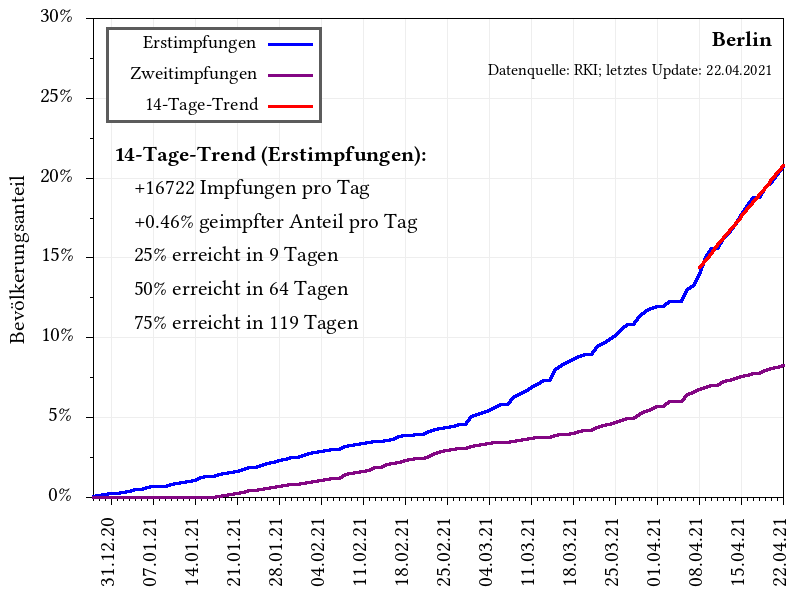 30%
25%
20%
15%
10%
5%
0%
Bevölkerungsanteil
Erstimpfungen
Zweitimpfungen
14-Tage-Trend
Berlin
Datenquelle: RKI; letztes Update: 22.04.2021
14-Tage-Trend (Erstimpfungen):
+16722 Impfungen pro Tag
+0.46% geimpfter Anteil pro Tag
25% erreicht in 9 Tagen
50% erreicht in 64 Tagen
75% erreicht in 119 Tagen
31.12.20
07.01.21
14.01.21
21.01.21
28.01.21
04.02.21
11.02.21
18.02.21
25.02.21
04.03.21
11.03.21
18.03.21
25.03.21
01.04.21
08.04.21
15.04.21
22.04.21